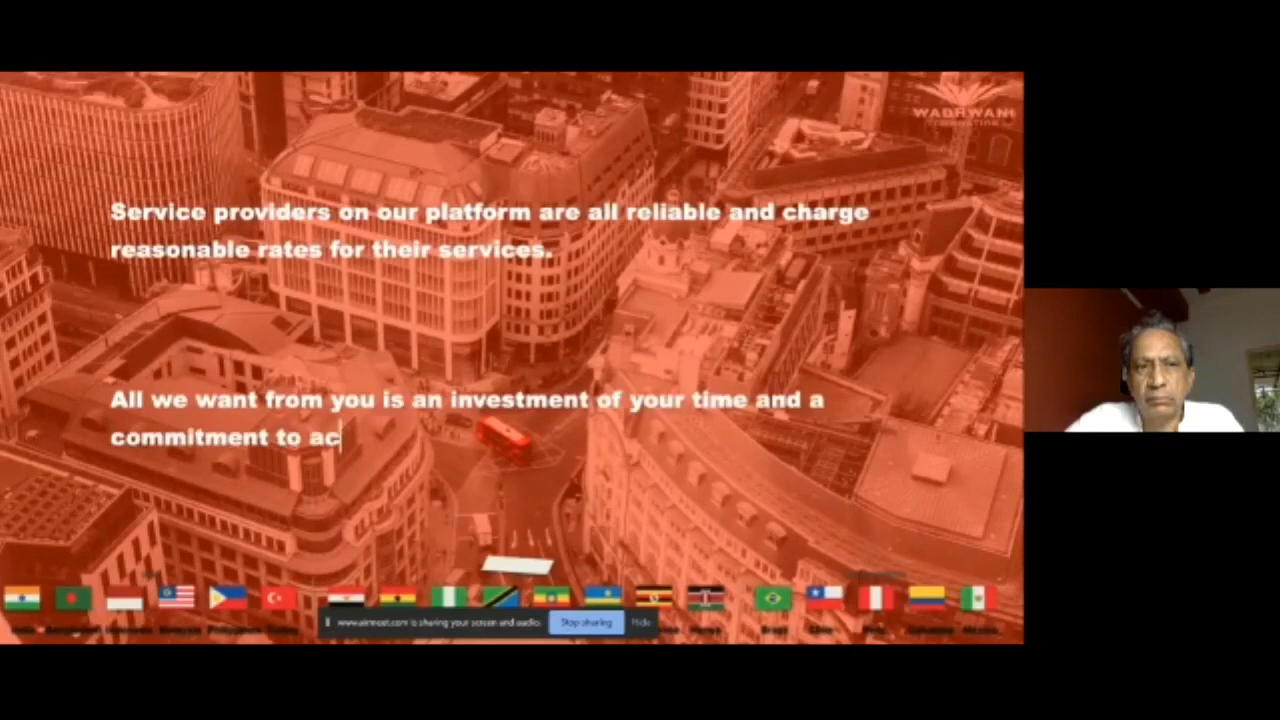 WADHWANI
FOUNDATION
Service providers on our platform are all reliable and charge
reasonable rates for their services.
All we want from you is an investment of your time and a
commitment to ac
www.airmeet.com is sharing your screen and audio.
Stop sharing
Hide